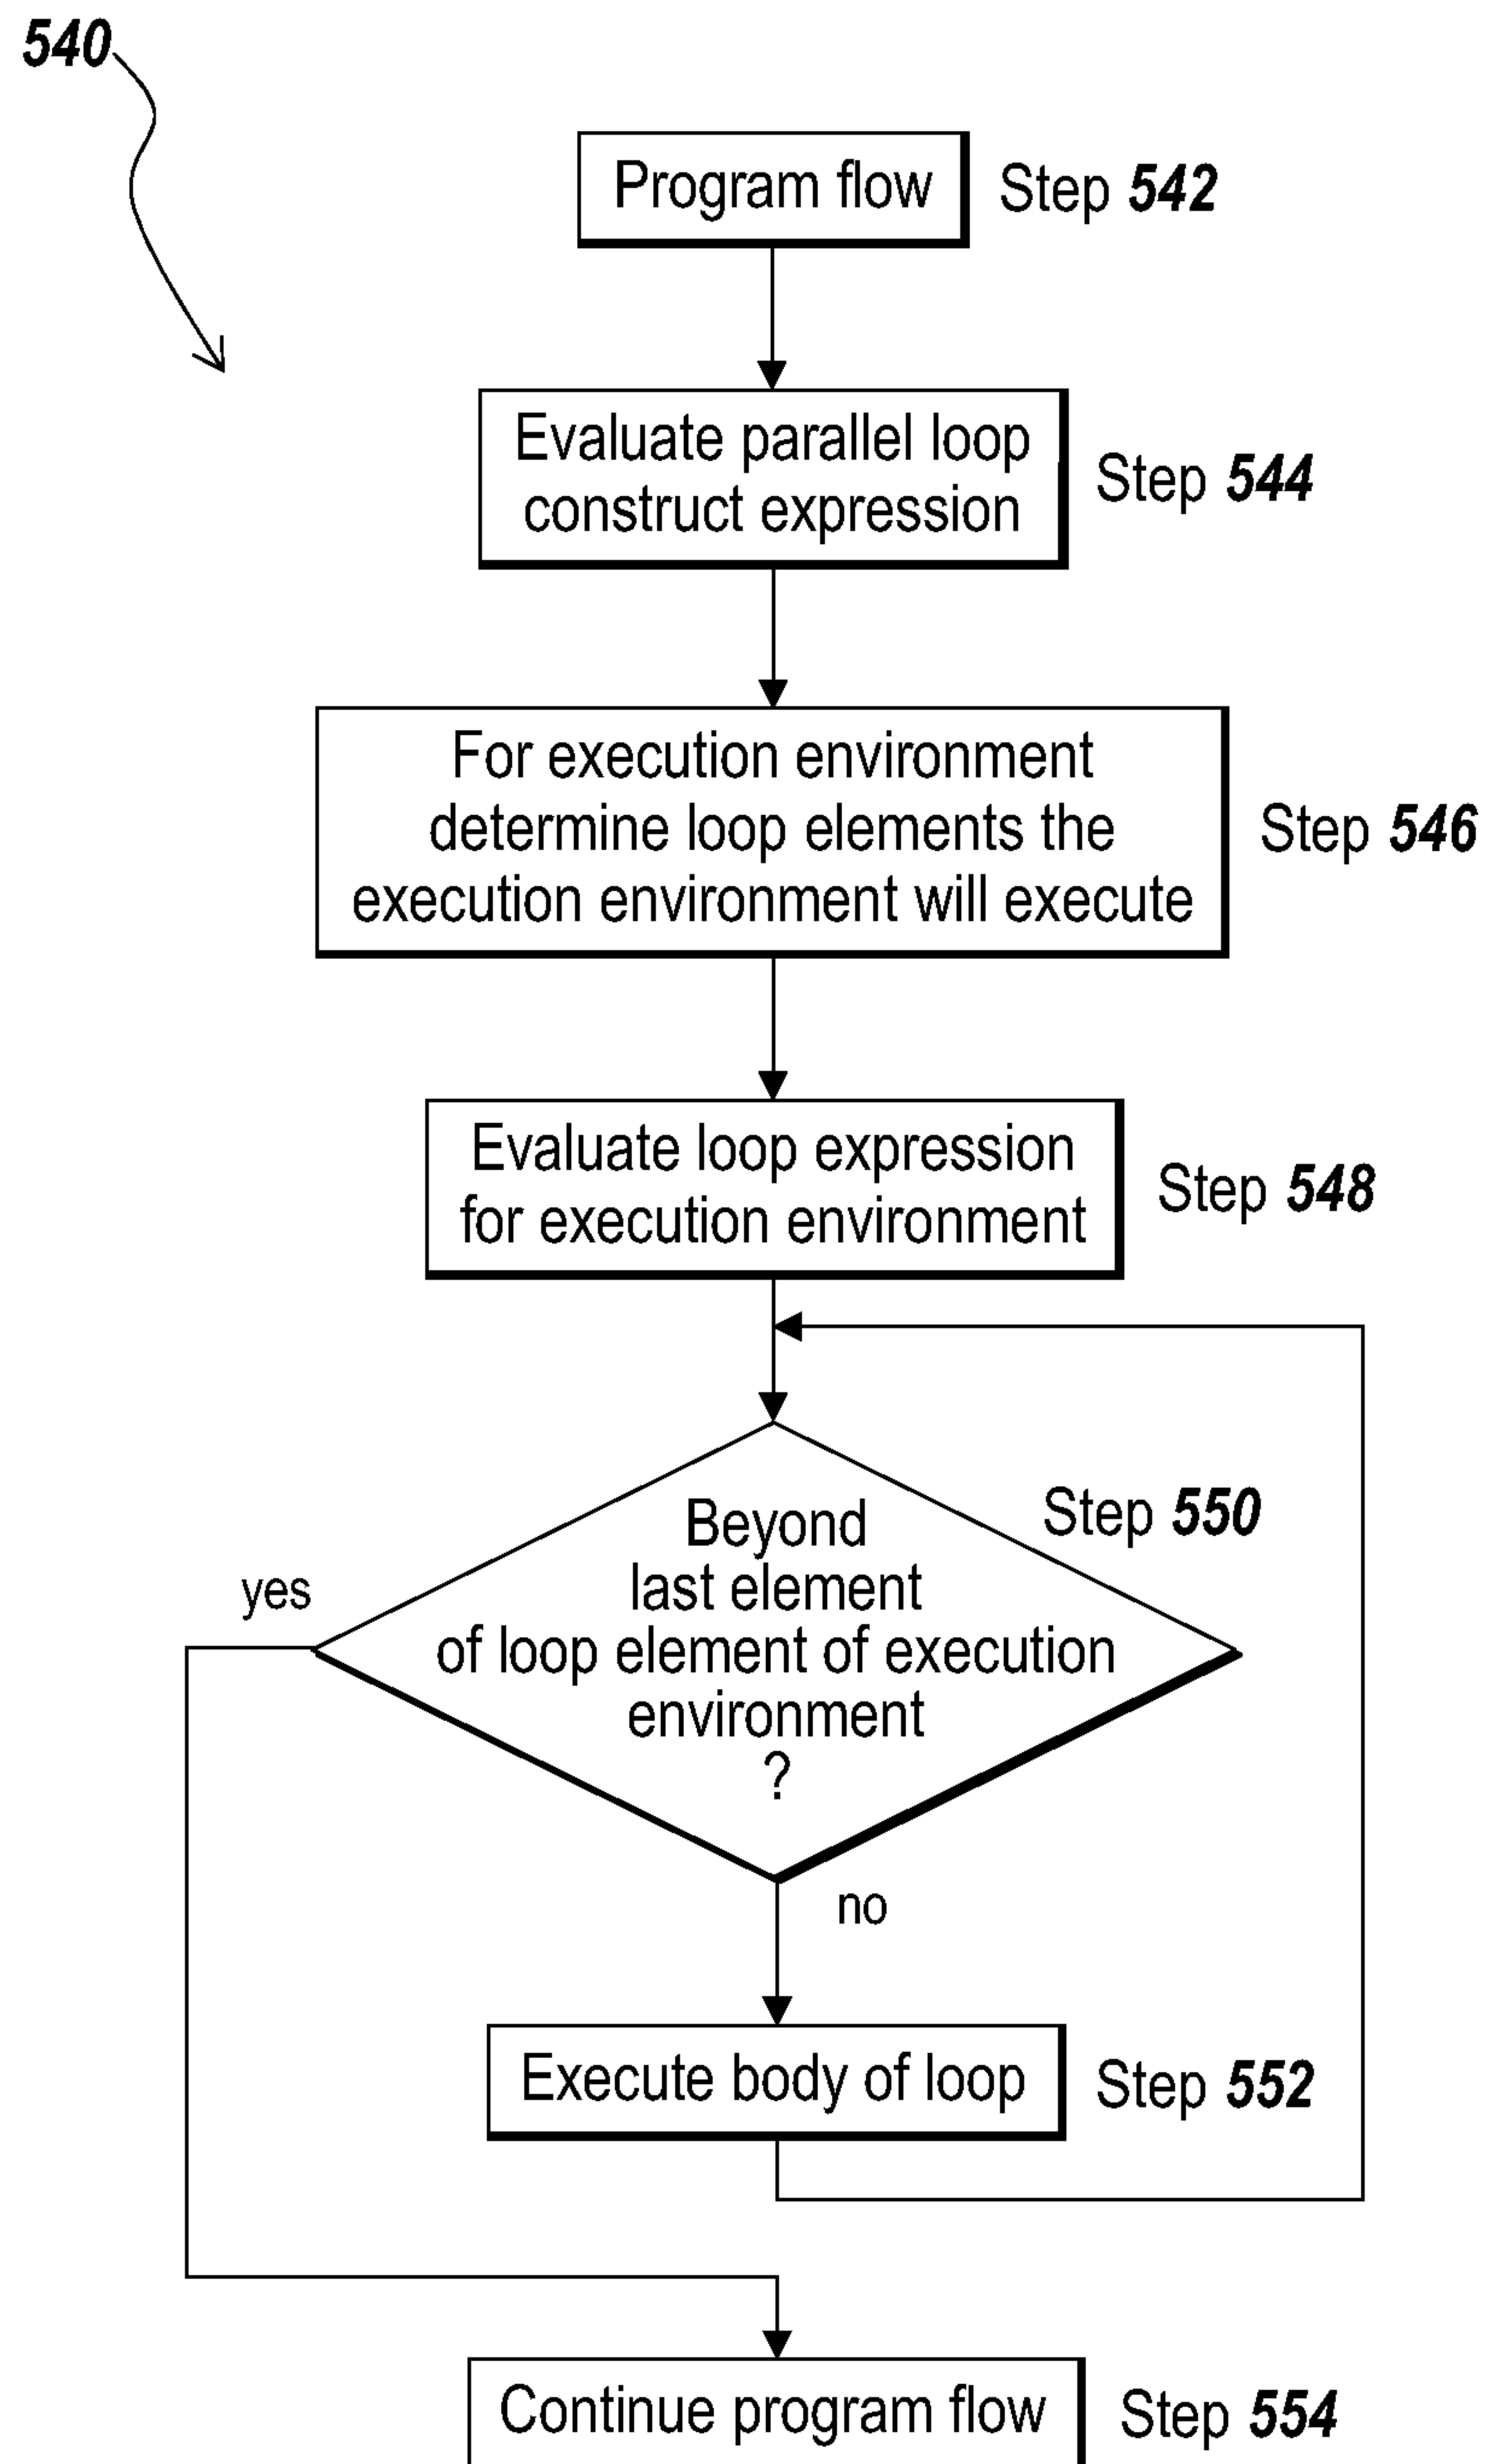 540
Program flow
Step 542
Evaluate parallel loop
construct expression
Step 544
For execution environment
determine loop elements the
execution environment will execute
Step 546
Evaluate loop expression
for execution environment
Step 548
Beyond
last element
of loop element of execution
environment
?
Step 550
yes
no
Execute body of loop
Step 552
Continue program flow
Step 554